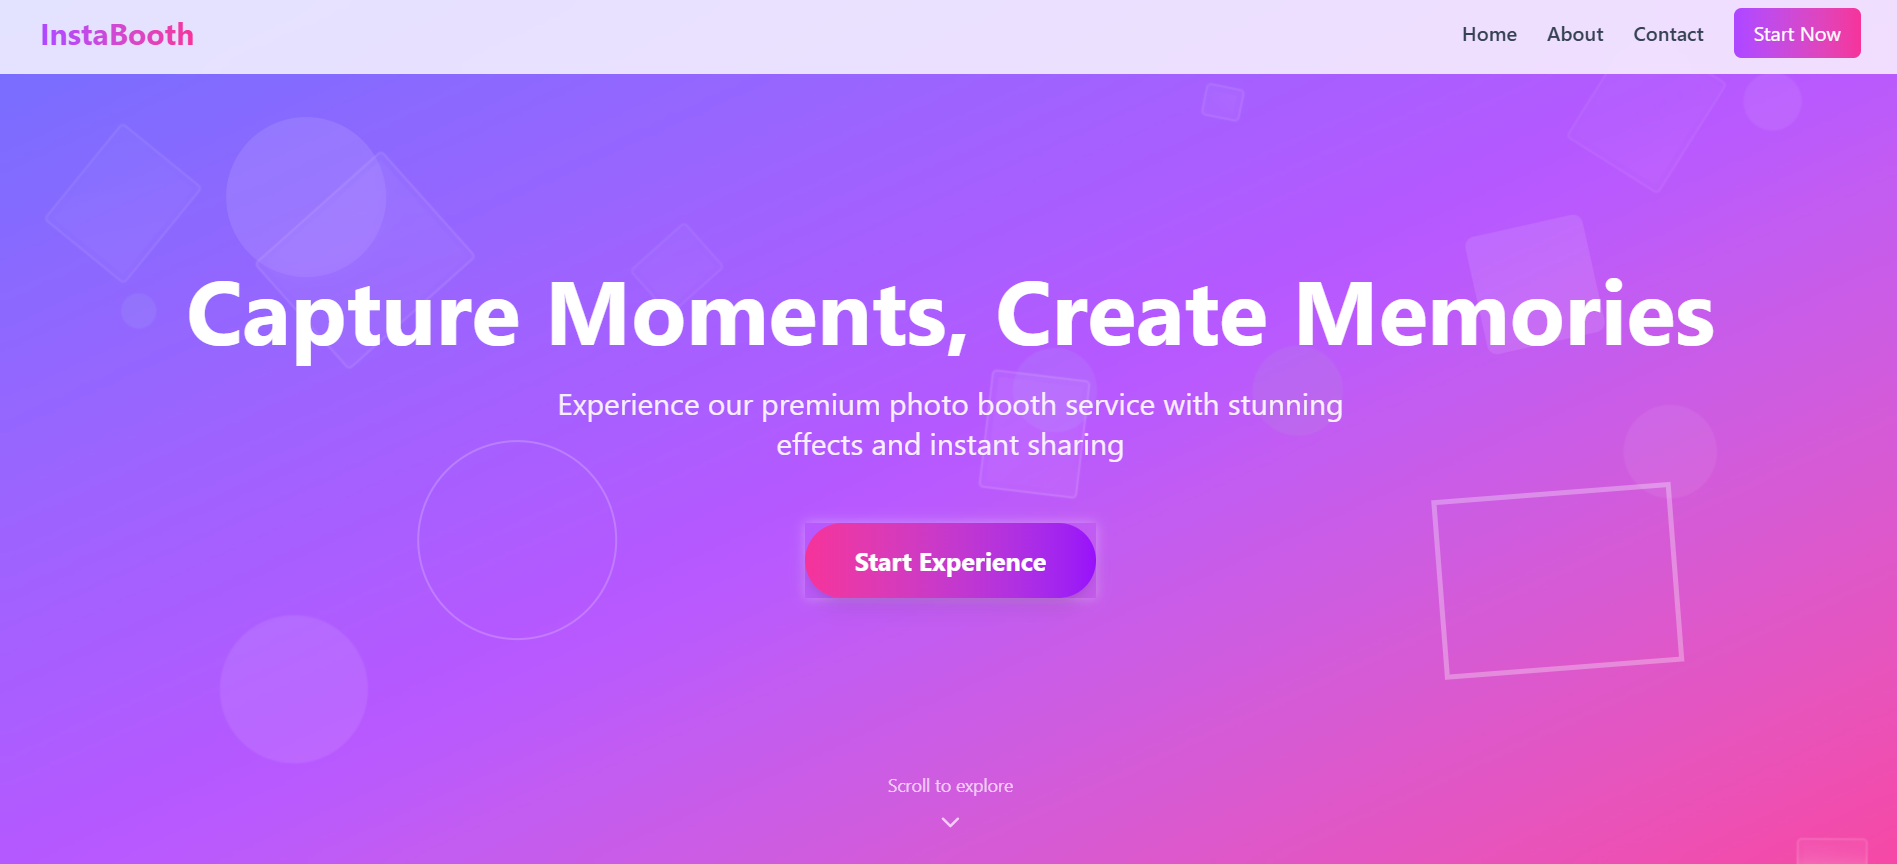 InstaBooth
Home
About
Contact
Start Now
Capture Moments, Create Memories
Experience our premium photo booth service with stunning
effects and instant sharing
Start Experience
Scroll to explore